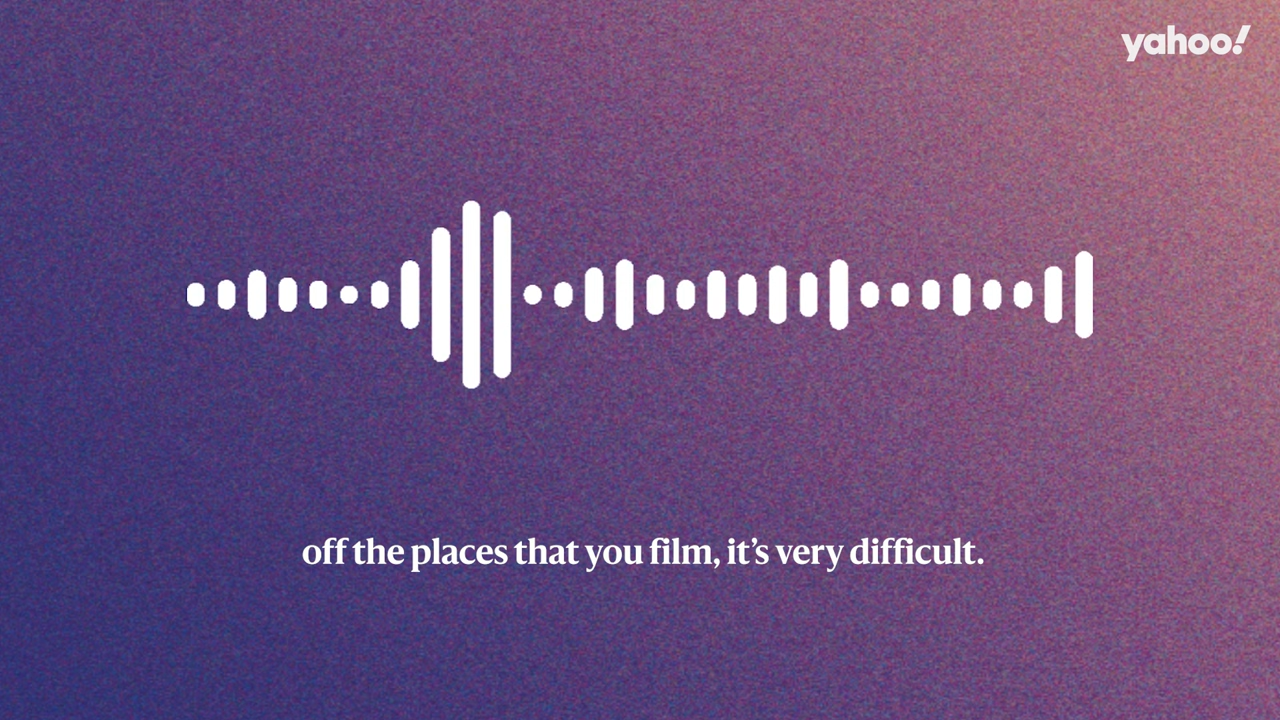 yahoo!
off the places that you film, it’s very difficult.